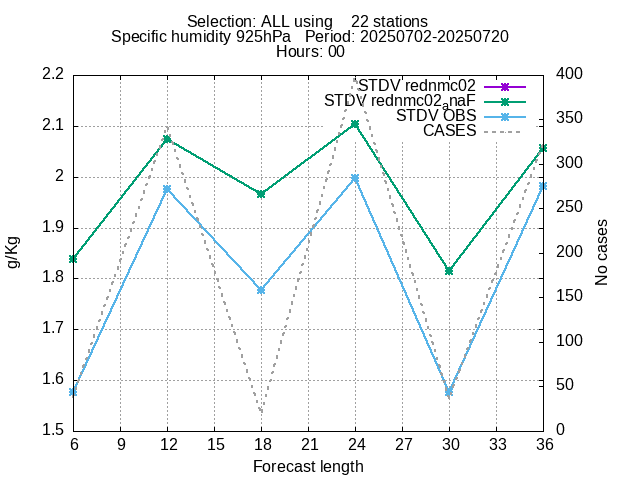 Selection: ALL using    22 stations
Specific humidity 925hPa   Period: 20250702-20250720
Hours: 00
STDV rednmc02
STDV rednmc02anaF
STDV OBS
CASES
2.2
2.1
2
1.9
1.8
1.7
1.6
1.5
400
350
300
250
200
150
100
50
0
g/Kg
No cases
6 9 12 15 18 21 24 27 30 33 36
Forecast length